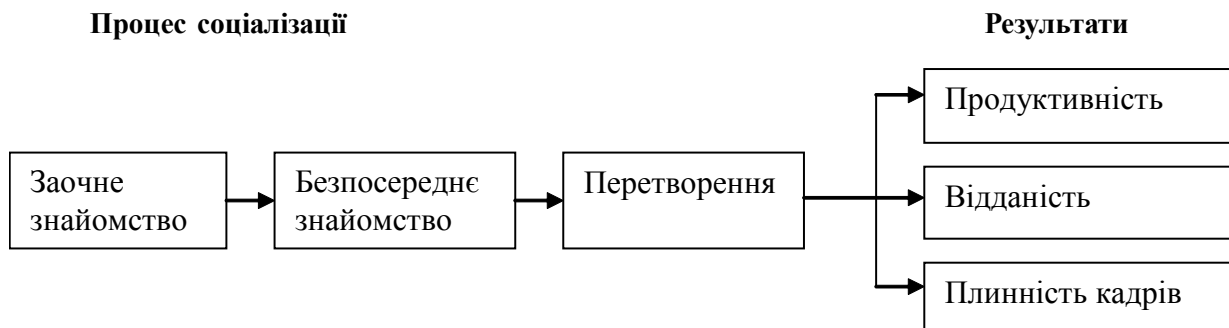 Процес соціалізації
Результати
Заочне
знайомство
Безпосереднє
знайомство
Перетворення
Продуктивність
Відданість
Плинність кадрів